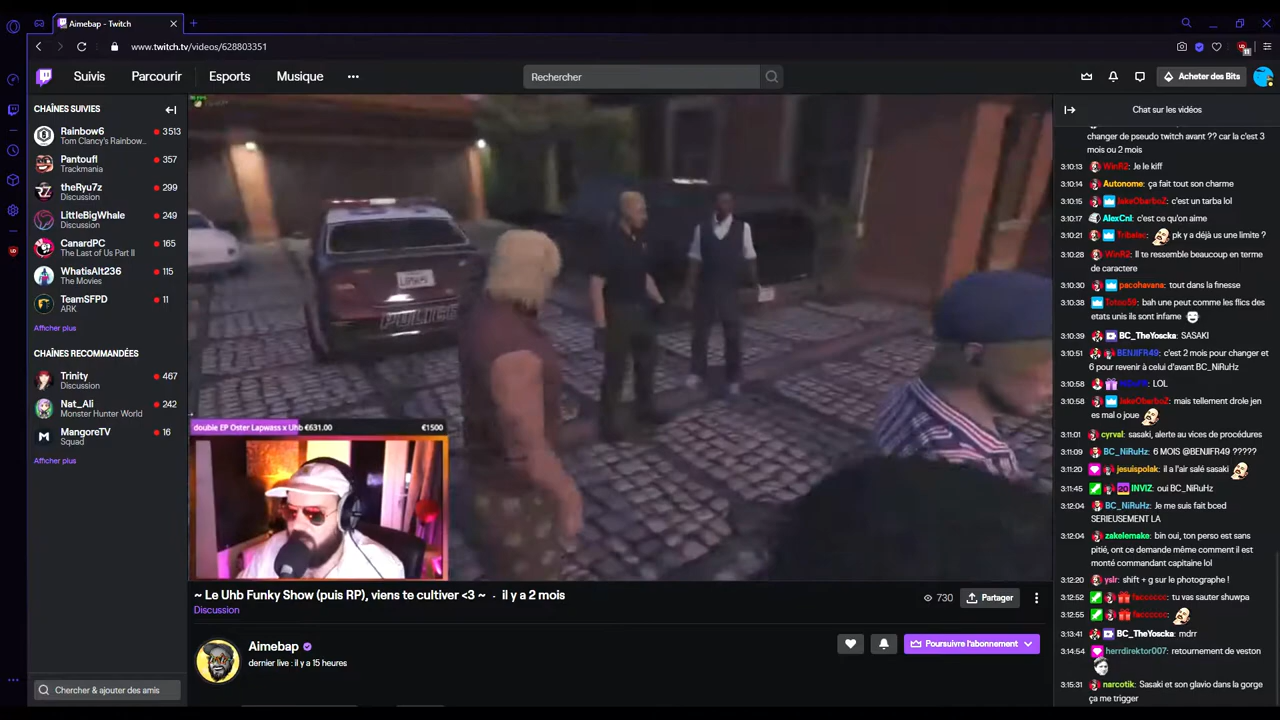 Aimebap - Twitch
www.twitch.tv/videos/628803351
Suivis
Parcourir
Esports
Musique
Rechercher
Acheter des Bits
CHAÎNES SUIVIES
Rainbow6
3513
Tom Clancy's Rainbow...
Pantoufl
357
Trackmania
theRyu7z
299
Discussion
LittleBigWhale
249
Discussion
CanardPC
165
The Last of Us Part II
WhatisAlt236
115
The Movies
TeamSFPD
11
ARK
Afficher plus
CHAÎNES RECOMMANDÉES
Trinity
467
Discussion
Nat_Ali
242
Monster Hunter World
MangoreTV
16
Squad
Afficher plus
Chercher & ajouter des amis
POLICE
double EP Oster Lapwass x Uhb €631.00
€1500
~ Le Uhb Funky Show (puis RP), viens te cultiver <3 ~ · il y a 2 mois
Discussion
730
Partager
Aimebap
dernier live : il y a 15 heures
Poursuivre l'abonnement
Chat sur les vidéos
changer de pseudo twitch avant ?? car la c'est 3
mois ou 2 mois
3:10:13 WinR2: Je le kiff
3:10:14 Autonome: ça fait tout son charme
3:10:15 JakeObarboZ: c'est un tarba lol
3:10:17 AlexCnl: c'est ce qu'on aime
3:10:21 Tribalec: pk y a déjà us une limite ?
3:10:28 WinR2: Il te ressemble beaucoup en terme
de caractere
3:10:30 pacohavana: tout dans la finesse
3:10:38 Totoo59: bah une peut comme les flics des
etats unis ils sont infame
3:10:39 BC_TheYoscka: SASAKI
3:10:51 BENJIFR49: c'est 2 mois pour changer et
6 pour revenir à celui d'avant BC_NiRuHz
3:10:58 LOL
3:10:58 JakeObarboZ: mais tellement drole jen
es mal o joue
3:11:01 cyrval: sasaki, alerte au vices de procédures
3:11:09 BC_NiRuHz: 6 MOIS @BENJIFR49 ?????
3:11:20 jesuispolak: il a l'air salé sasaki
3:11:45 20 INVIZ: oui BC_NiRuHz
3:12:04 BC_NiRuHz: Je me suis fait bced
SERIEUSEMENT LA
3:12:04 zakelemake: bin oui, ton perso est sans
pitié, ont ce demande même comment il est
monté commandant capitaine lol
3:12:20 yslr: shift + g sur le photographe !
3:12:52 facccccc: tu vas sauter shuwpa
3:12:55 facccccc:
3:13:41 BC_TheYoscka: mdrr
3:14:54 herrdirektor007: retournement de veston
3:15:31 narcotik: Sasaki et son glavio dans la gorge
ça me trigger